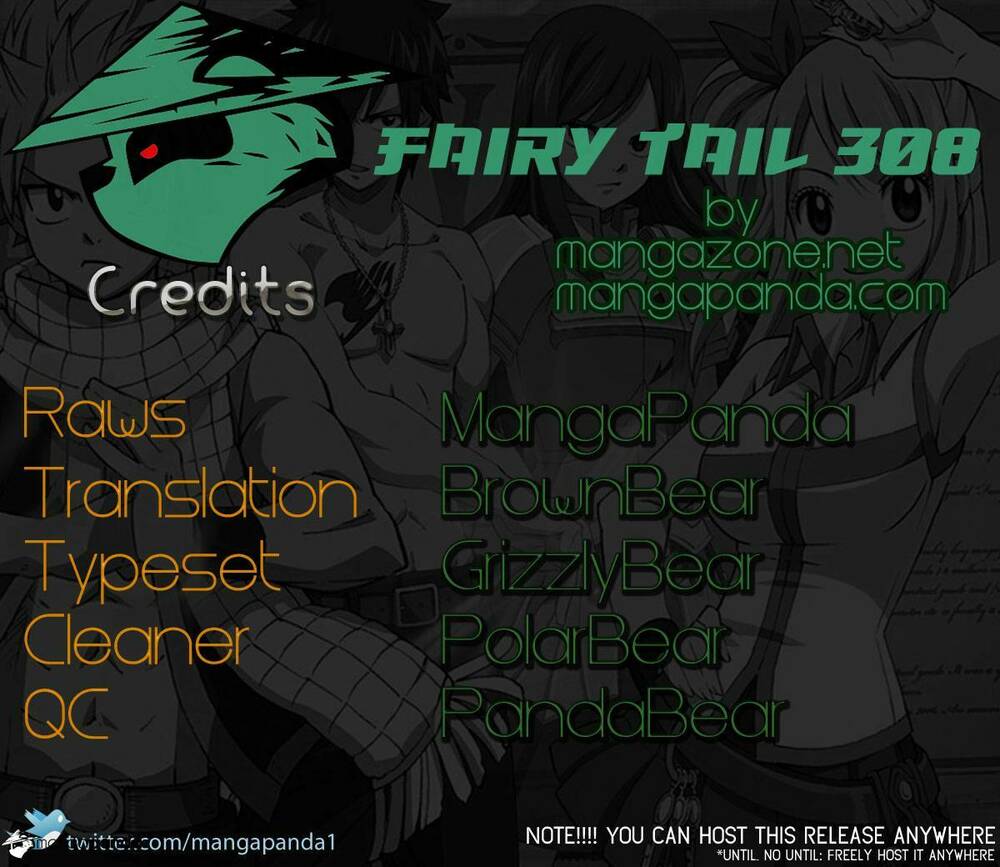 FAIRY TAIL 308
by
mangazone.net
mangapanda.com
Credits
Raws MangaPanda
Translation BrownBear
Typeset GrizzlyBear
Cleaner PolarBear
QC PandaBear
twitter.com/mangapanda1
NOTE!!!! YOU CAN HOST THIS RELEASE ANYWHERE
*UNTIL NO UNTIL: FREELY HOST IT ANYWHERE